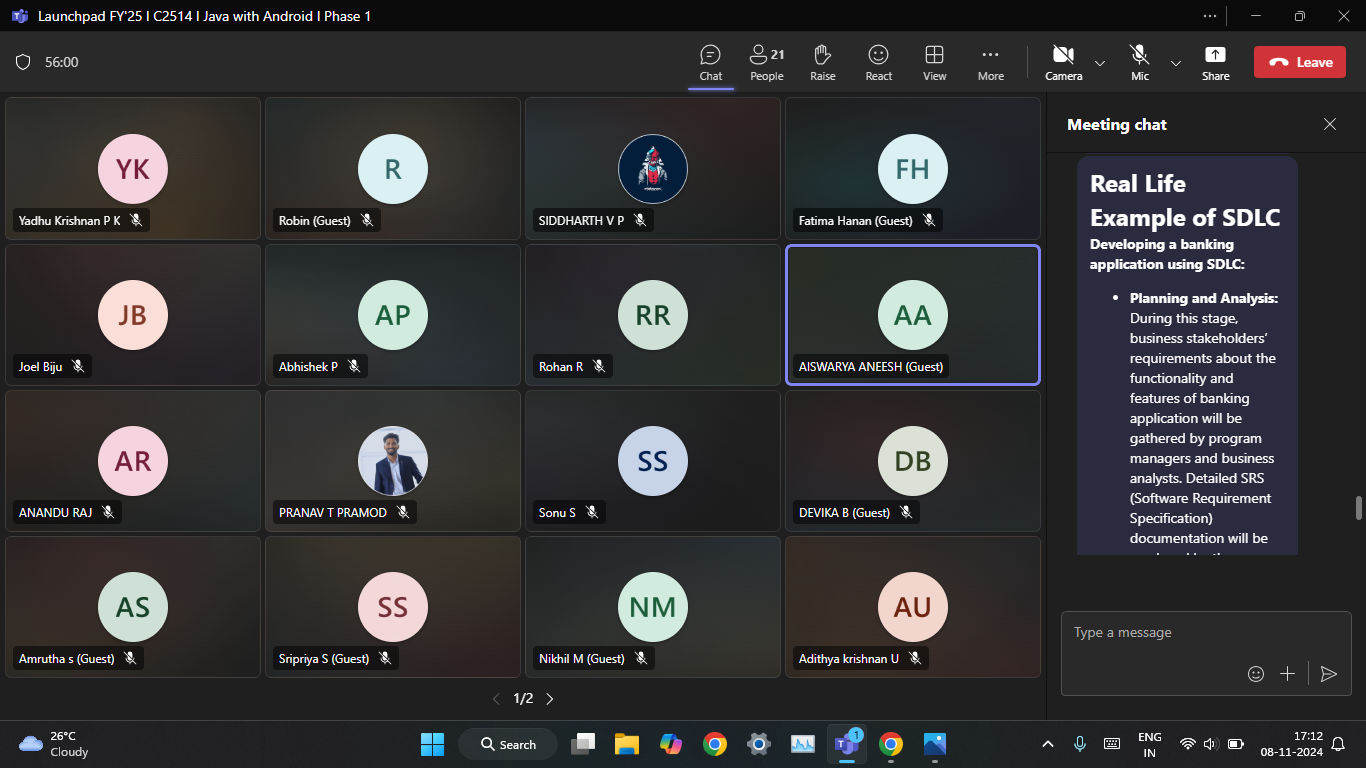 Launchpad FY'25 I C2514 I Java with Android I Phase 1
56:00
Chat
People
21
Raise
React
View
More
Camera
Mic
Share
Leave
YK
Yadhu Krishnan P K
R
Robin (Guest)
SIDDHARTH V P
FH
Fatima Hanan (Guest)
JB
Joel Biju
AP
Abhishek P
RR
Rohan R
AA
AISWARYA ANEESH (Guest)
AR
ANANDU RAJ
PRANAV T PRAMOD
SS
Sonu S
DB
DEVIKA B (Guest)
AS
Amrutha s (Guest)
SS
Sripriya S (Guest)
NM
Nikhil M (Guest)
AU
Adithya krishnan U
1/2
Meeting chat
Real Life
Example of SDLC
Developing a banking
application using SDLC:
• Planning and Analysis:
During this stage,
business stakeholders'
requirements about the
functionality and
features of banking
application will be
gathered by program
managers and business
analysts. Detailed SRS
(Software Requirement
Specification)
documentation will be
Type a message
26°C
Cloudy
Search
1
ENG
IN
17:12
08-11-2024